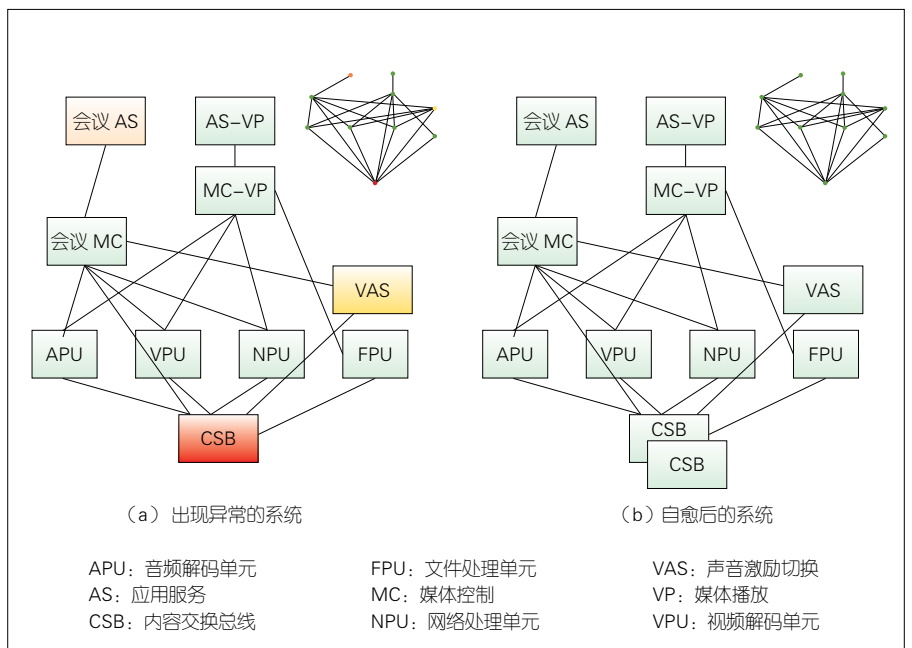 会议 AS
AS-VP
会议 AS
AS-VP
MC-VP
MC-VP
会议 MC
会议 MC
VAS
VAS
APU
VPU
NPU
FPU
APU
VPU
NPU
FPU
CSB
CSB
CSB
（a） 出现异常的系统
（b）自愈后的系统
APU：音频解码单元
FPU：文件处理单元
VAS：声音激励切换
AS：应用服务
MC：媒体控制
VP：媒体播放
CSB：内容交换总线
NPU：网络处理单元
VPU：视频解码单元